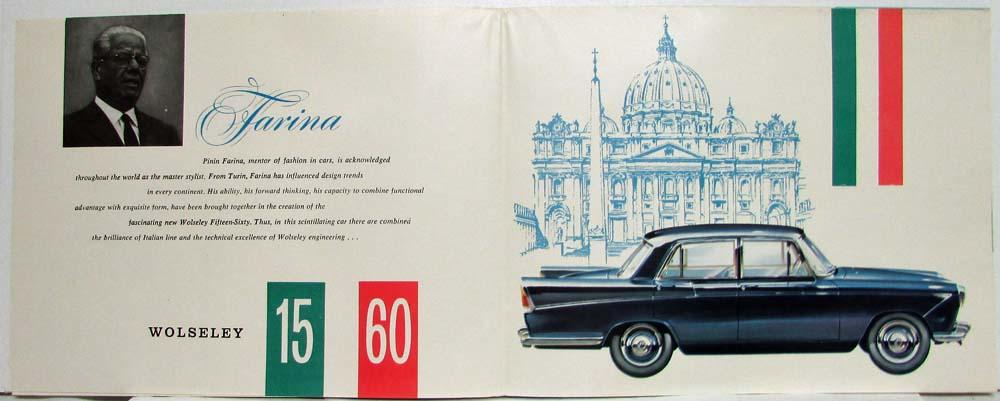 Farina
Pinin Farina, mentor of fashion in cars, is acknowledged
throughout the world as the master stylist. From Turin, Farina has influenced design trends
in every continent. His ability, his forward thinking, his capacity to combine functional
advantage with exquisite form, have been brought together in the creation of the
fascinating new Wolseley Fifteen-Sixty. Thus, in this scintillating car there are combined
the brilliance of Italian line and the technical excellence of Wolseley engineering . . .
WOLSELEY 15 60